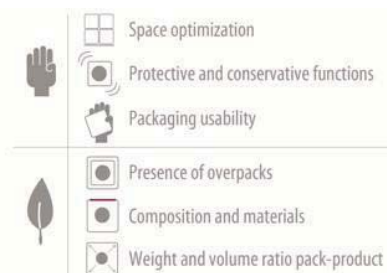 Space optimization
Protective and conservative functions
Packaging usability
Presence of overpacks
Composition and materials
Weight and volume ratio pack-product